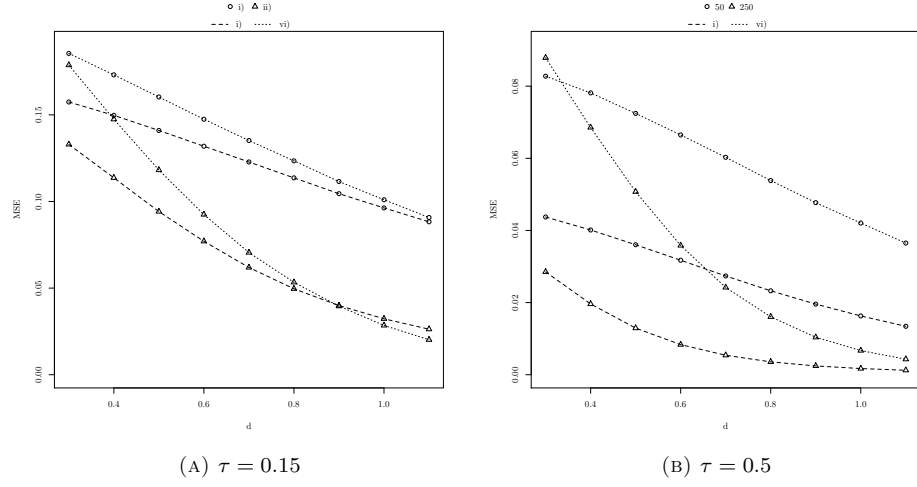 i) ii)
i) vi)
MSE
0.00 0.05 0.10 0.15
0.4 0.6 0.8 1.0
d
(A) τ = 0.15
50 250
i) vi)
MSE
0.00 0.02 0.04 0.06 0.08
0.4 0.6 0.8 1.0
d
(B) τ = 0.5